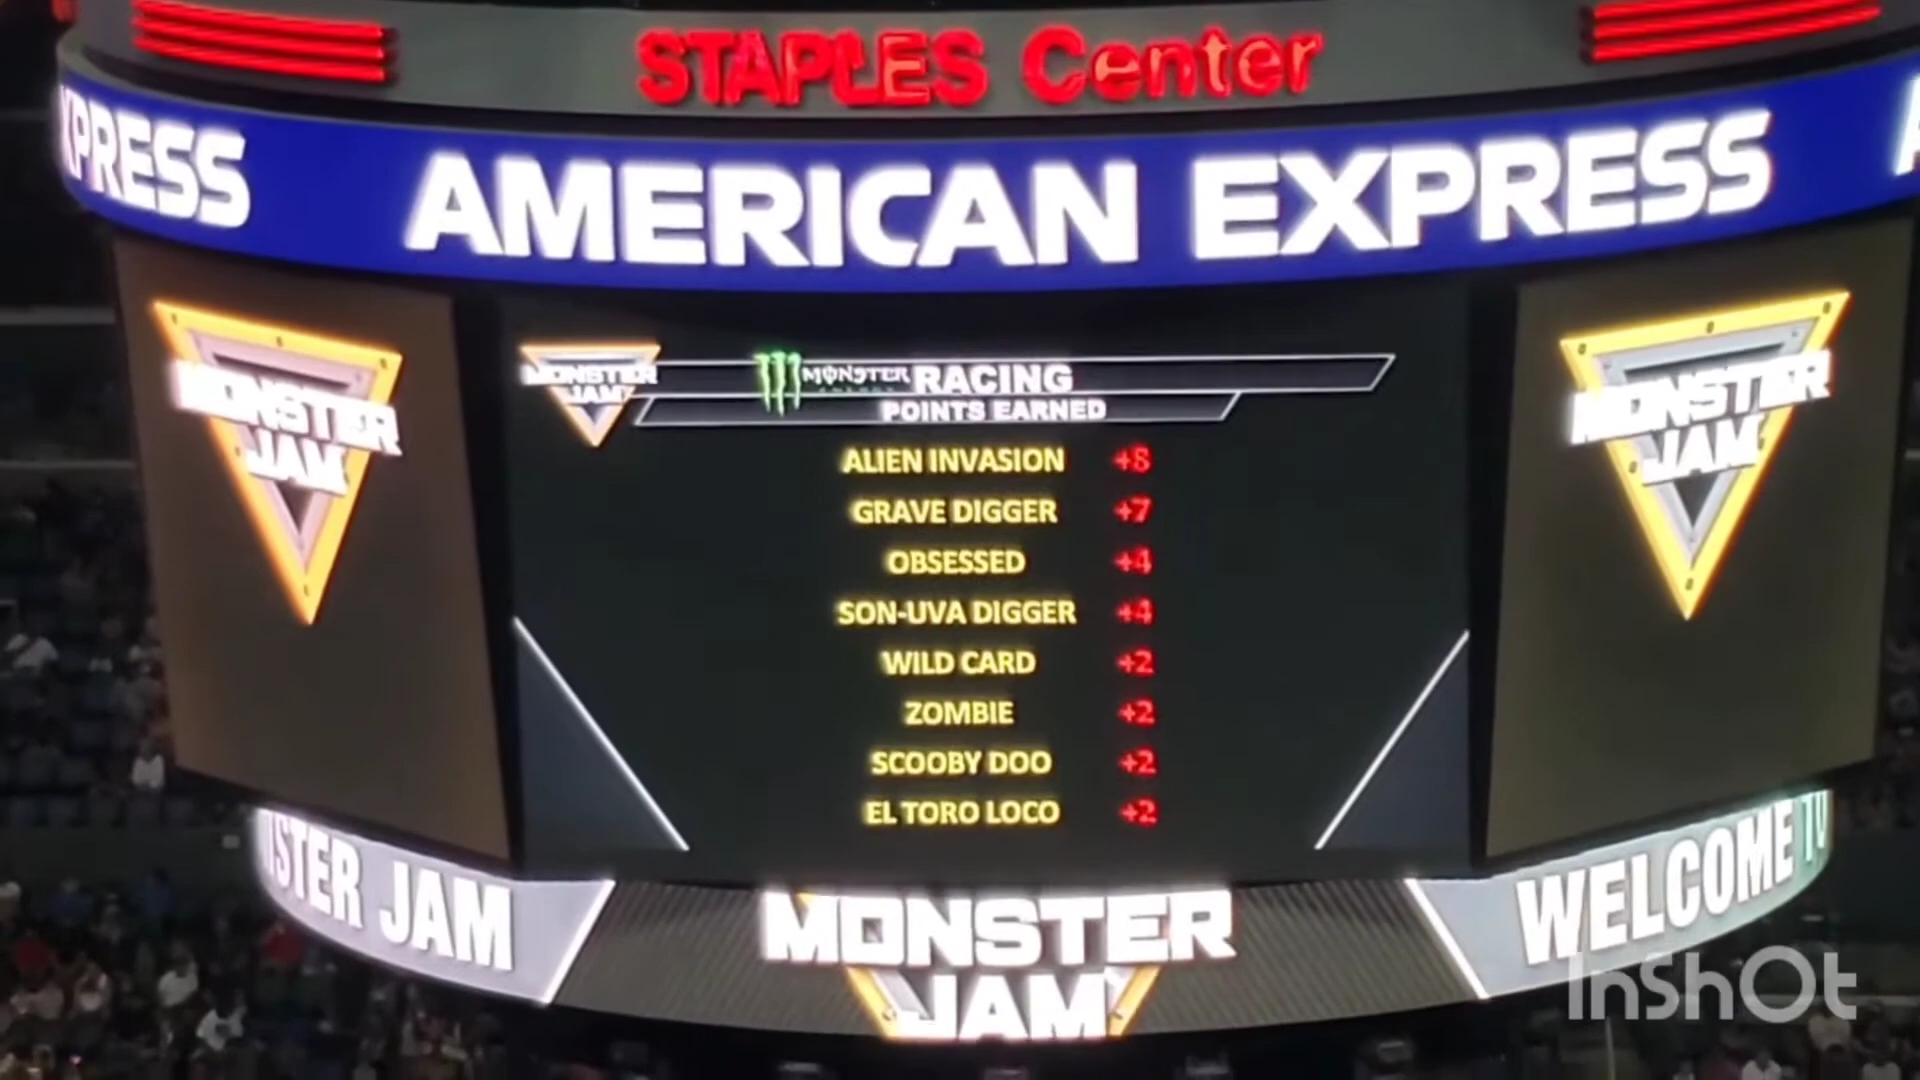 STAPLES Center
PRESS
AMERICAN EXPRESS
MONSTER
JAM
MONSTER
JAM
MONSTER RACING
POINTS EARNED
ALIEN INVASION +8
GRAVE DIGGER +7
OBSESSED +4
SON-UVA DIGGER +4
WILD CARD +2
ZOMBIE +2
SCOOBY DOO +2
EL TORO LOCO +2
MONSTER
JAM
STER JAM
MONSTER
JAM
WELCOME
InShOt